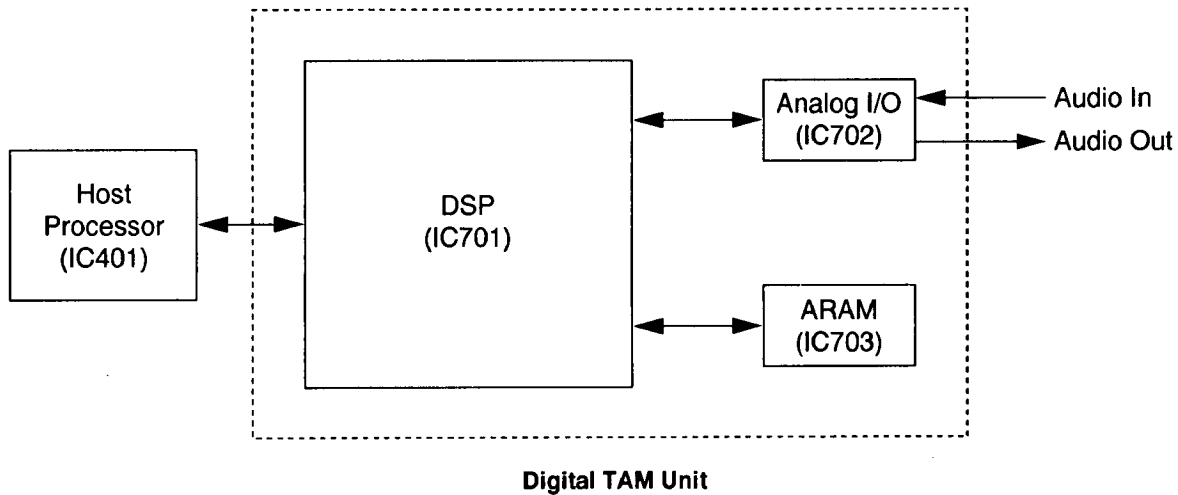 Host
Processor
(IC401)
DSP
(IC701)
Analog I/O
(IC702)
Audio In
Audio Out
ARAM
(IC703)
Digital TAM Unit